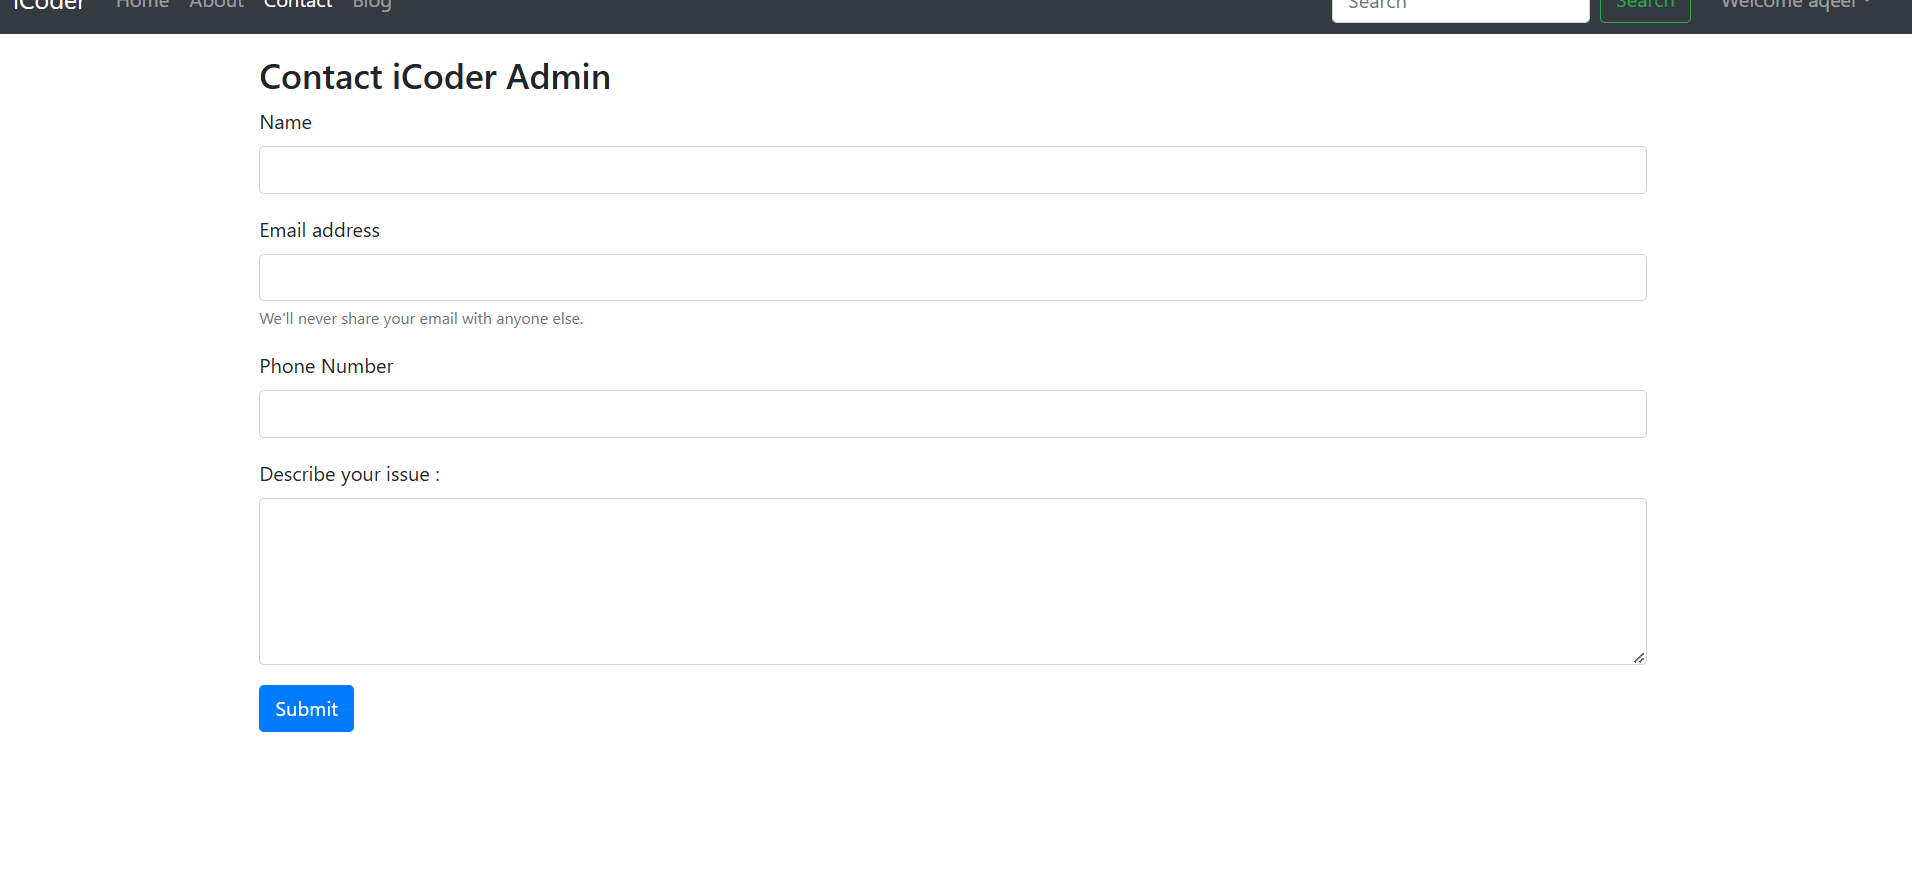 iCoder Home About Contact Blog Search Search Welcome aqeel
Contact iCoder Admin
Name
Email address
We'll never share your email with anyone else.
Phone Number
Describe your issue :
Submit